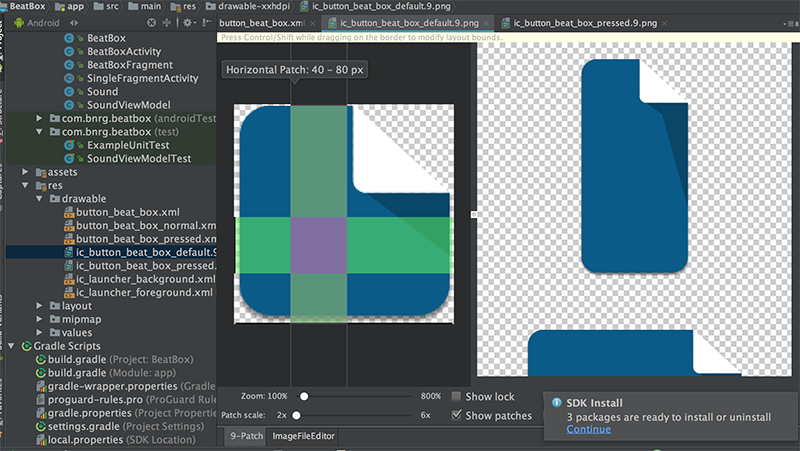 BeatBox app src main res drawable-xxhdpi ic_button_beat_box_default.9.png
Android
button_beat_box.xml ic_button_beat_box_default.9.png ic_button_beat_box_pressed.9.png
Press Control/Shift while dragging on the border to modify layout bounds.
BeatBox
BeatBoxActivity
BeatBoxFragment
SingleFragmentActivity
Sound
SoundViewModel
com.bnrg.beatbox (androidTest
com.bnrg.beatbox (test)
ExampleUnitTest
SoundViewModelTest
assets
res
drawable
button_beat_box.xml
button_beat_box_normal.xm
button_beat_box_pressed.xm
ic_button_beat_box_default.9
ic_button_beat_box_pressed.
ic_launcher_background.xml
ic_launcher_foreground.xml
layout
mipmap
values
Gradle Scripts
build.gradle (Project: BeatBox)
build.gradle (Module: app)
gradle-wrapper.properties (Gradle
proguard-rules.pro (ProGuard Rule
gradle.properties (Project Propertie
settings.gradle (Project Settings)
local.properties (SDK Location)
Horizontal Patch: 40 – 80 px
Zoom: 100% 800% Show lock
Patch scale: 2x 6x Show patches
9-Patch ImageFileEditor
SDK Install
3 packages are ready to install or uninstall
Continue